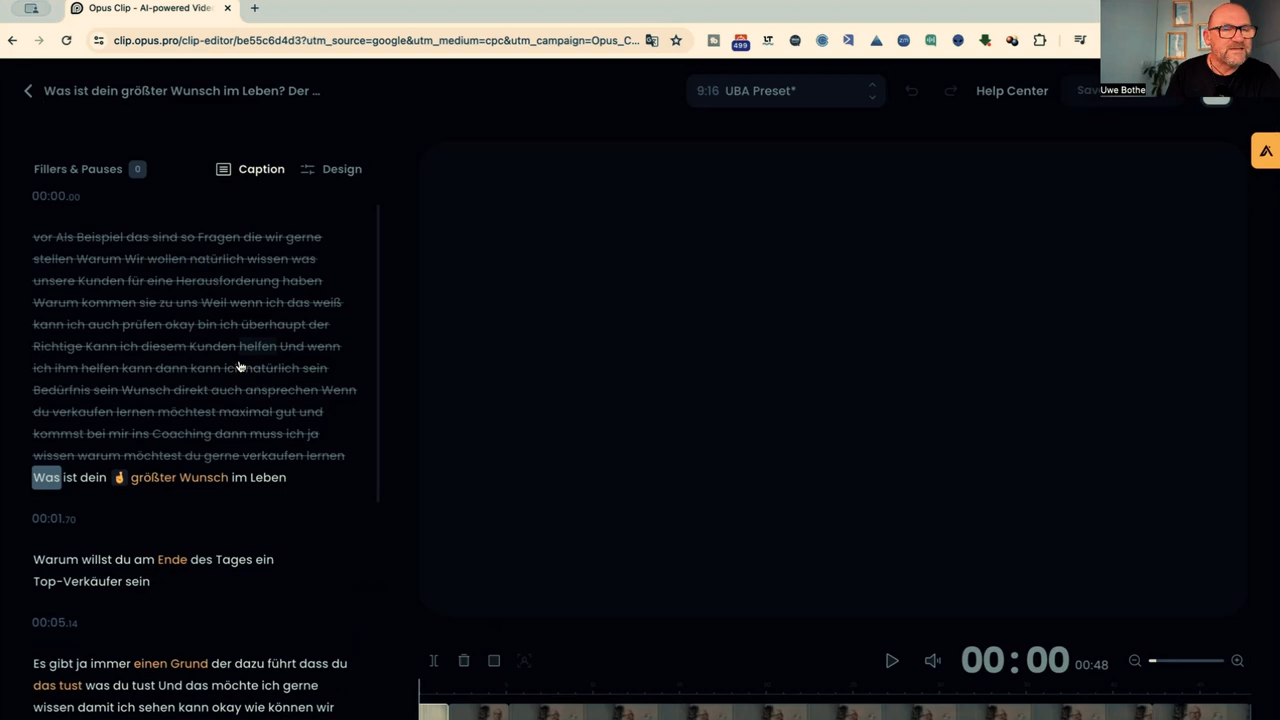 Opus Clip - AI-powered Vide
clip.opus.pro/clip-editor/be55c6d4d3?utm_source=google&utm_medium=cpc&utm_campaign=Opus_C...
499
LT
zm
Uwe Bothe
Was ist dein größter Wunsch im Leben? Der ...
9:16 UBA Preset*
Help Center
Fillers & Pauses 0
Caption
Design
00:00.00
vor Als Beispiel das sind so Fragen die wir gerne
stellen Warum Wir wollen natürlich wissen was
unsere Kunden für eine Herausforderung haben
Warum kommen sie zu uns Weil wenn ich das weiß
kann ich auch prüfen okay bin ich überhaupt der
Richtige Kann ich diesem Kunden helfen Und wenn
ich ihm helfen kann dann kann ich natürlich sein
Bedürfnis sein Wunsch direkt auch ansprechen Wenn
du verkaufen lernen möchtest maximal gut und
kommst bei mir ins Coaching dann muss ich ja
wissen warum möchtest du gerne verkaufen lernen
Was ist dein 🤞 größter Wunsch im Leben
00:01.70
Warum willst du am Ende des Tages ein
Top-Verkäufer sein
00:05.14
Es gibt ja immer einen Grund der dazu führt dass du
das tust was du tust Und das möchte ich gerne
wissen damit ich sehen kann okay wie können wir
00:00 00:48